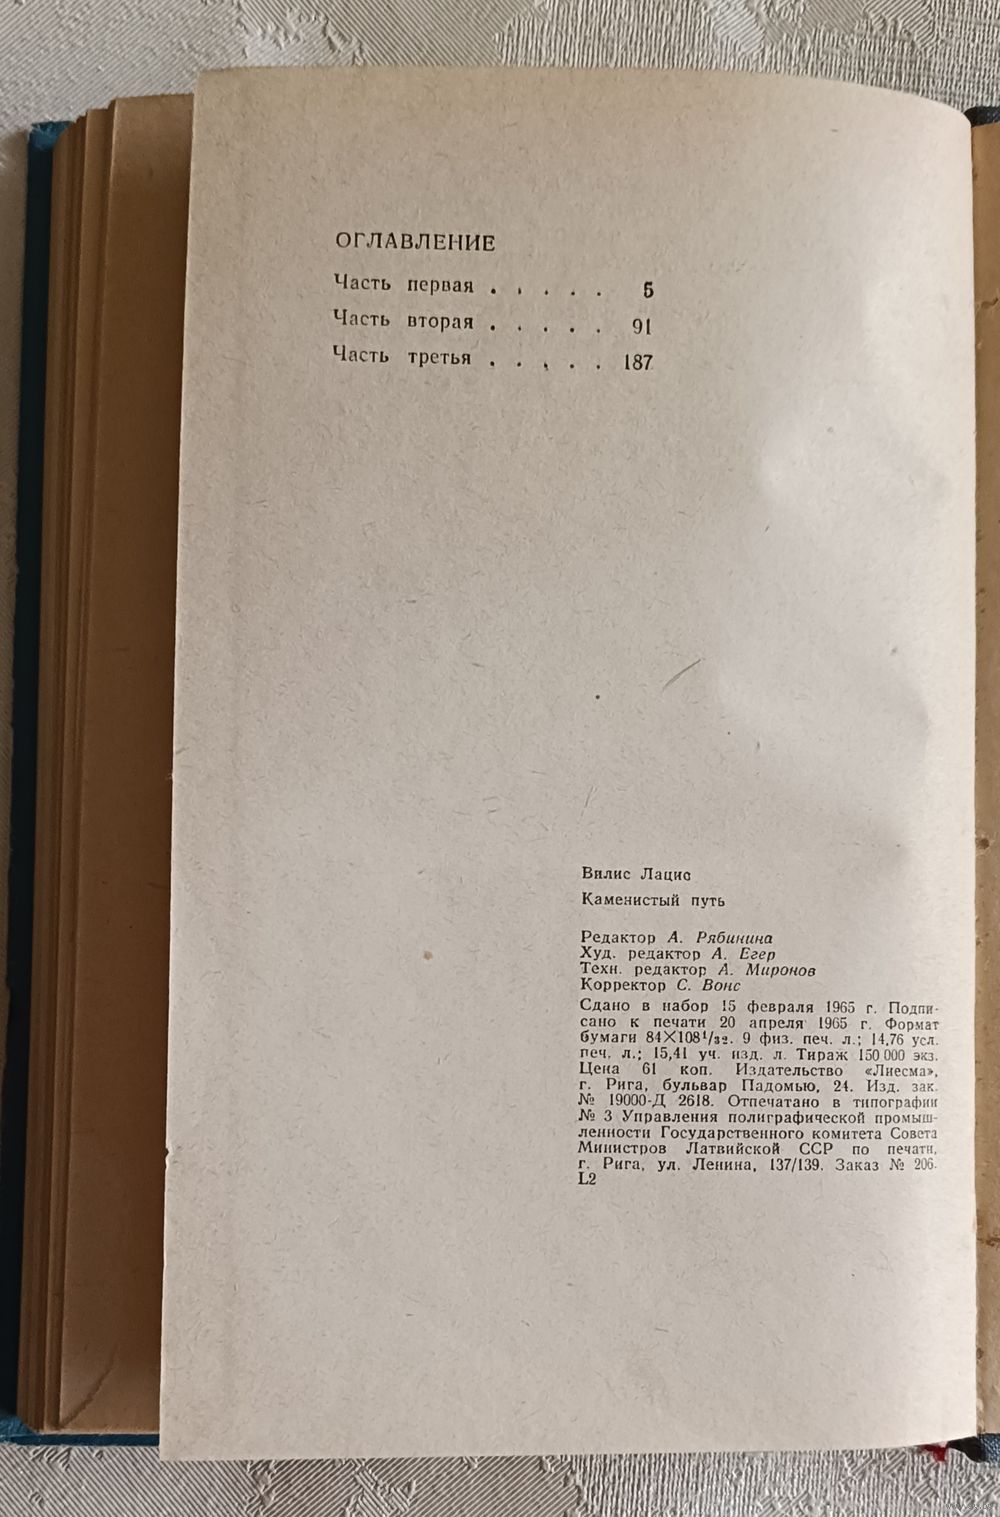 ОГЛАВЛЕНИЕ
Часть первая . . . . . 5
Часть вторая . . . . . 91
Часть третья . . . . . 187
Вилис Лацис
Каменистый путь
Редактор А. Рябинина
Худ. редактор А. Егер
Техн. редактор А. Миронов
Корректор С. Вонс
Сдано в набор 15 февраля 1965 г. Подпи-
сано к печати 20 апреля 1965 г. Формат
бумаги 84×108¹/₃₂. 9 физ. печ. л.; 14,76 усл.
печ. л.; 15,41 уч. изд. л. Тираж 150 000 экз.
Цена 61 коп. Издательство «Лиесма»,
г. Рига, бульвар Падомью, 24. Изд. зак.
№ 19000-Д 2618. Отпечатано в типографии
№ 3 Управления полиграфической промыш-
ленности Государственного комитета Совета
Министров Латвийской ССР по печати,
г. Рига, ул. Ленина, 137/139. Заказ № 206.
L2